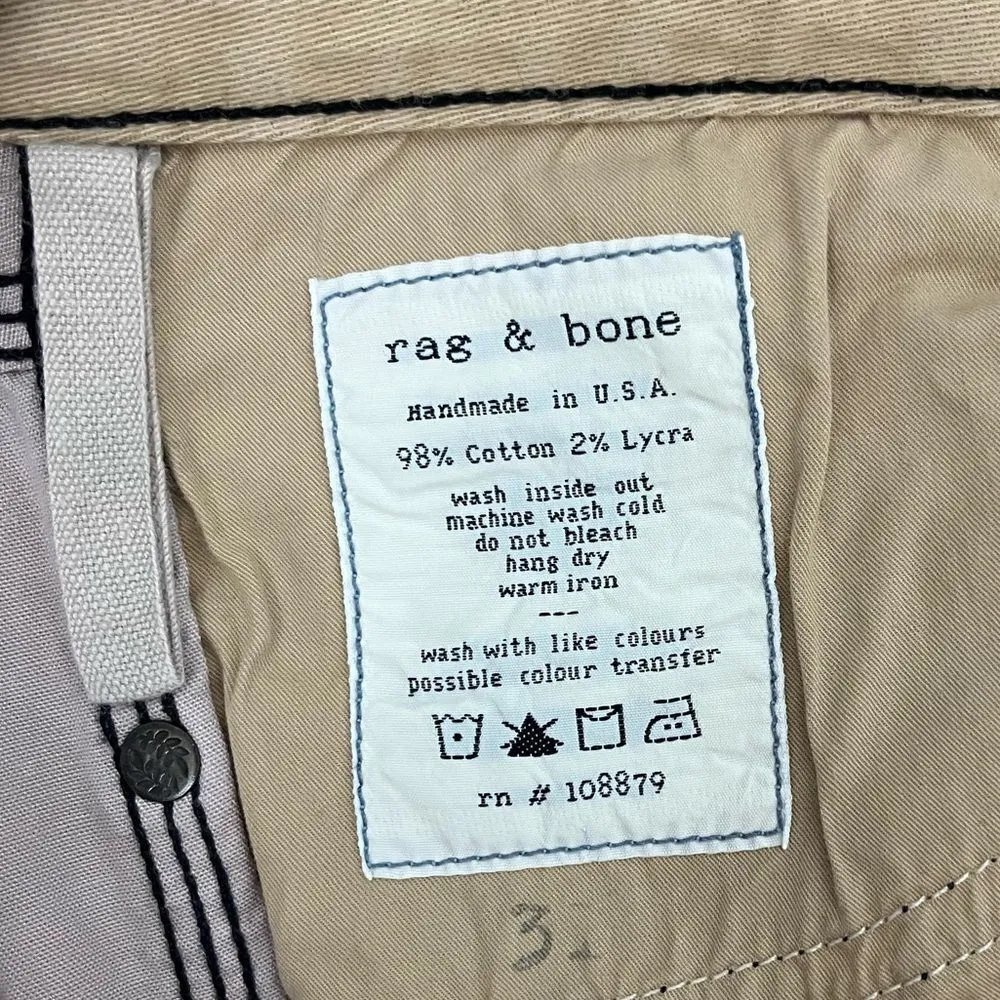 rag & bone
Handmade in U.S.A.
98% Cotton 2% Lycra
wash inside out
machine wash cold
do not bleach
hang dry
warm iron
---
wash with like colours
possible colour transfer
rn # 108879
3